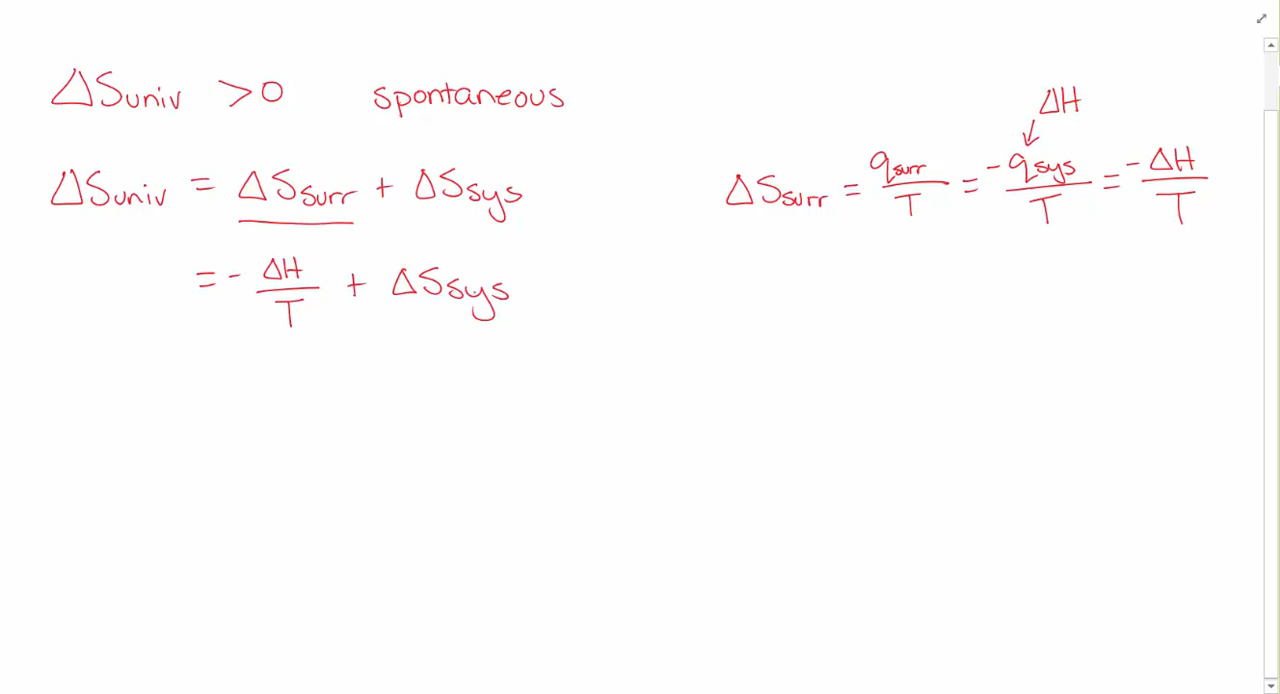 ΔSuniv >0 spontaneous
ΔH
ΔSuniv = ΔSsurr + ΔSsys
ΔSsurr = qsurr/T = -qsys/T = -ΔH/T
= - ΔH/T + ΔSsys